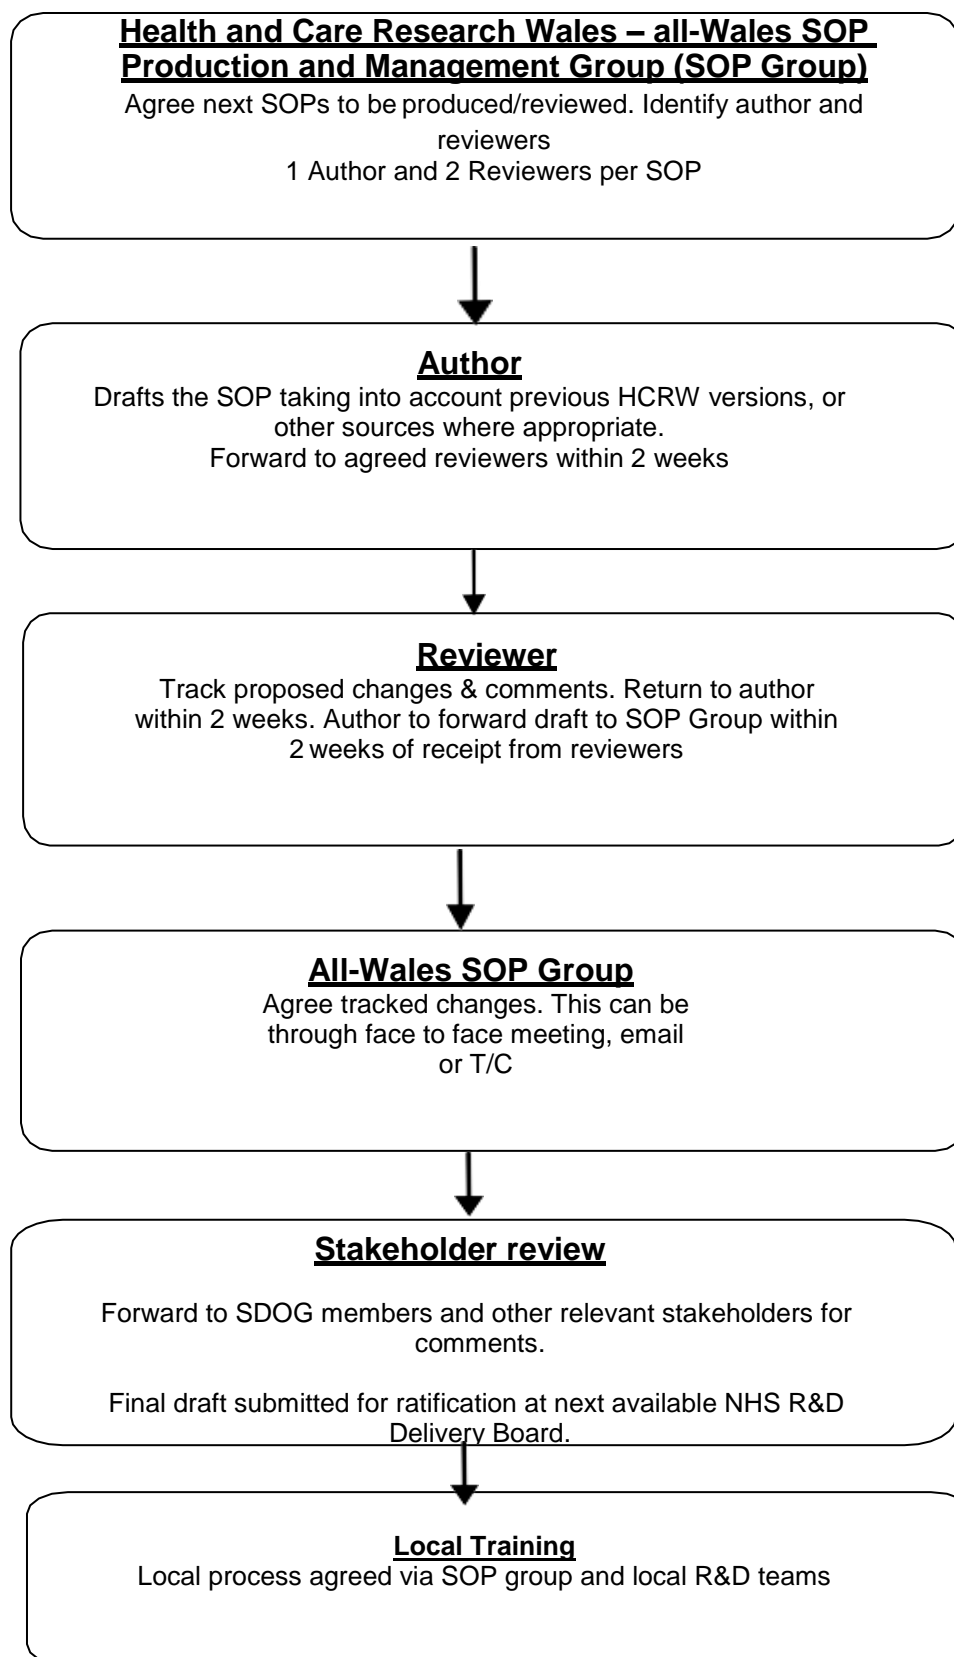 Health and Care Research Wales – all-Wales SOP
Production and Management Group (SOP Group)
Agree next SOPs to be produced/reviewed. Identify author and
reviewers
1 Author and 2 Reviewers per SOP
Author
Drafts the SOP taking into account previous HCRW versions, or
other sources where appropriate.
Forward to agreed reviewers within 2 weeks
Reviewer
Track proposed changes & comments. Return to author
within 2 weeks. Author to forward draft to SOP Group within
2 weeks of receipt from reviewers
All-Wales SOP Group
Agree tracked changes. This can be
through face to face meeting, email
or T/C
Stakeholder review
Forward to SDOG members and other relevant stakeholders for
comments.
Final draft submitted for ratification at next available NHS R&D
Delivery Board.
Local Training
Local process agreed via SOP group and local R&D teams